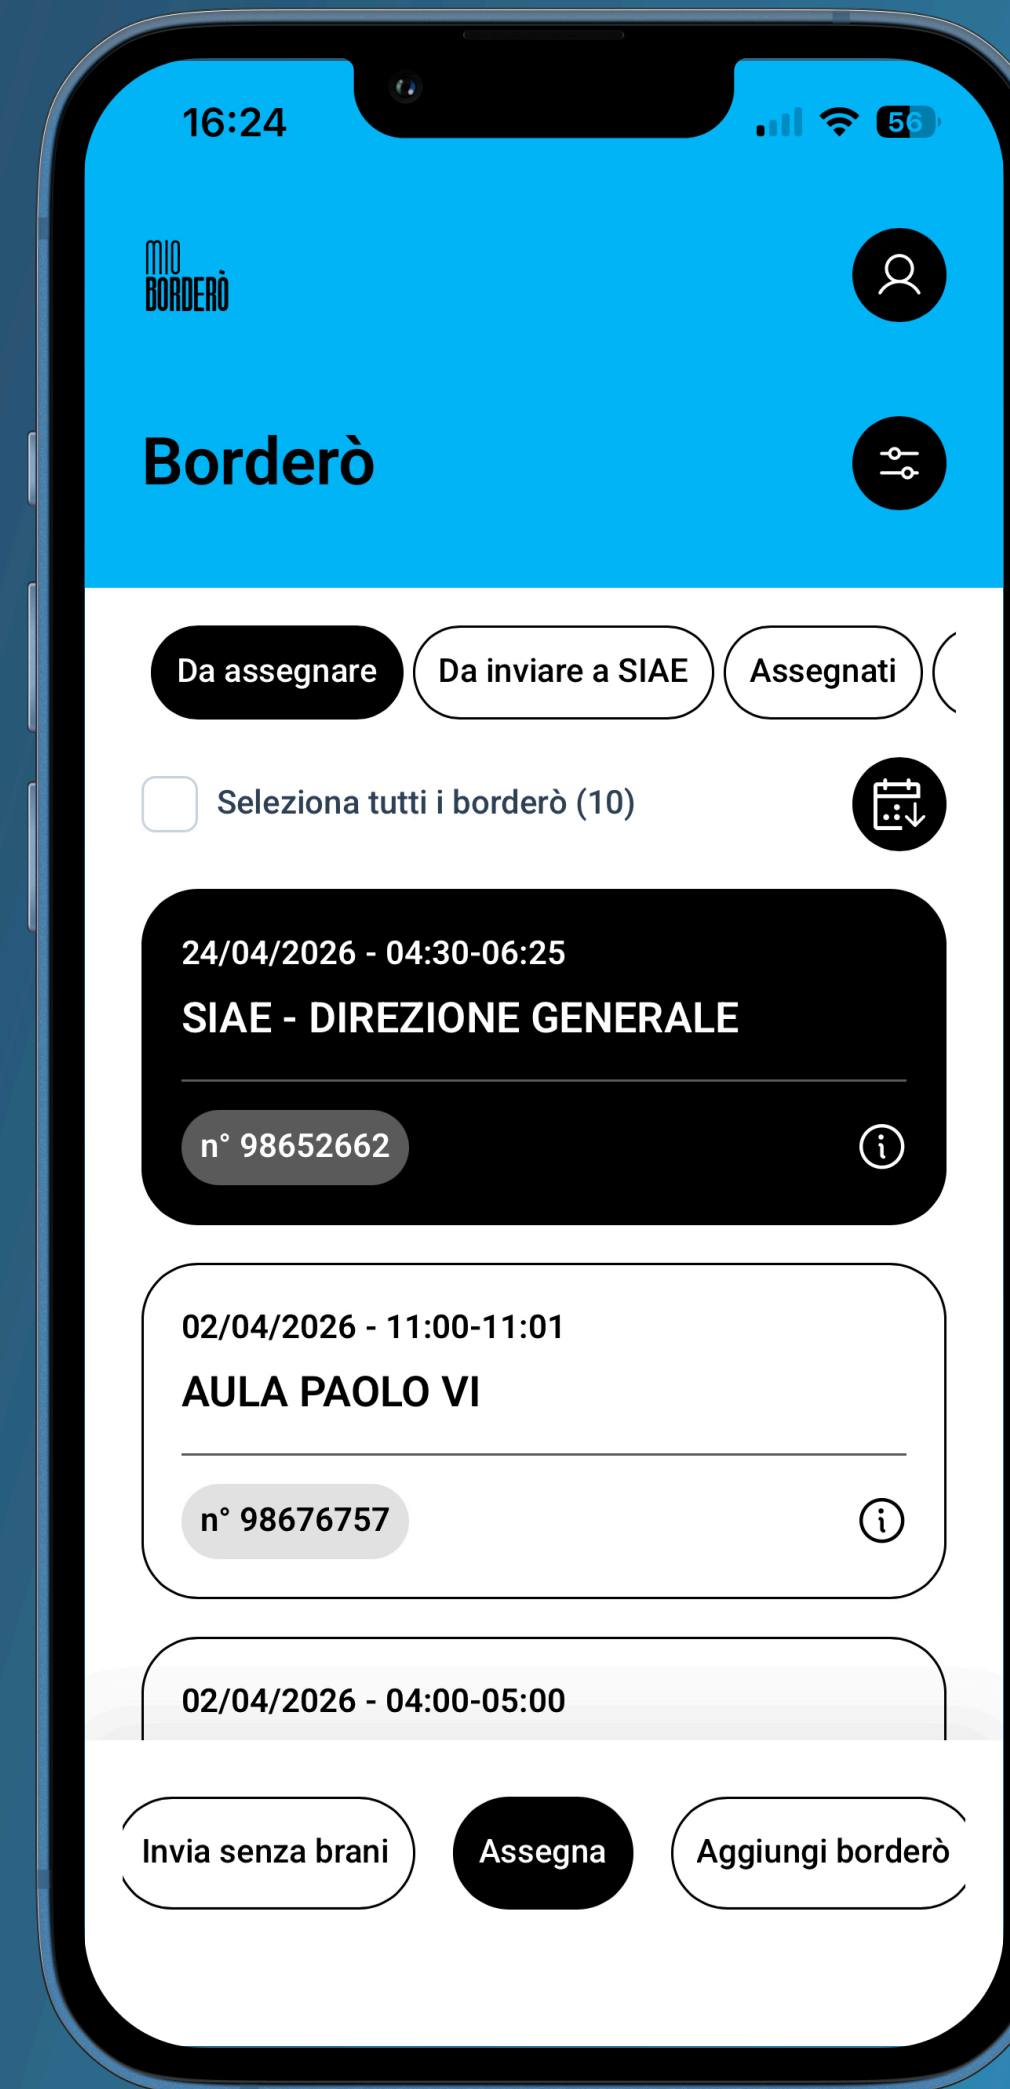 16:24
56
MIO
BORDERÒ
Borderò
Da assegnare
Da inviare a SIAE
Assegnati
Seleziona tutti i borderò (10)
24/04/2026 - 04:30-06:25
SIAE - DIREZIONE GENERALE
n° 98652662
02/04/2026 - 11:00-11:01
AULA PAOLO VI
n° 98676757
02/04/2026 - 04:00-05:00
Invia senza brani
Assegna
Aggiungi borderò